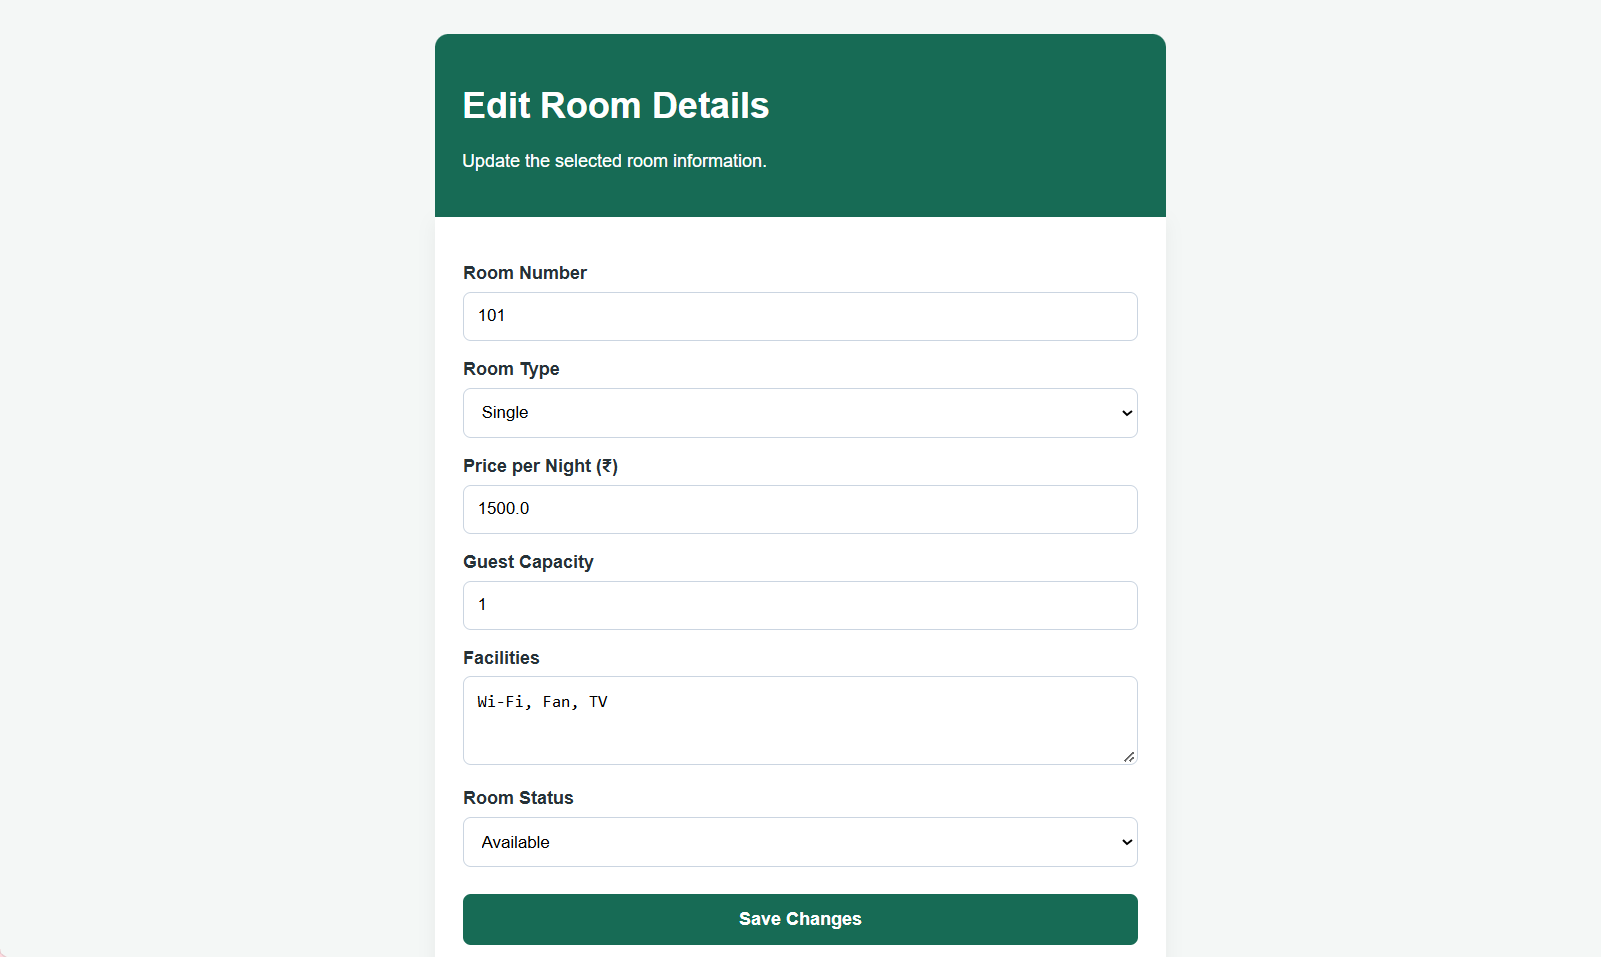 Edit Room Details
Update the selected room information.
Room Number
101
Room Type
Single
Price per Night (₹)
1500.0
Guest Capacity
1
Facilities
Wi-Fi, Fan, TV
Room Status
Available
Save Changes